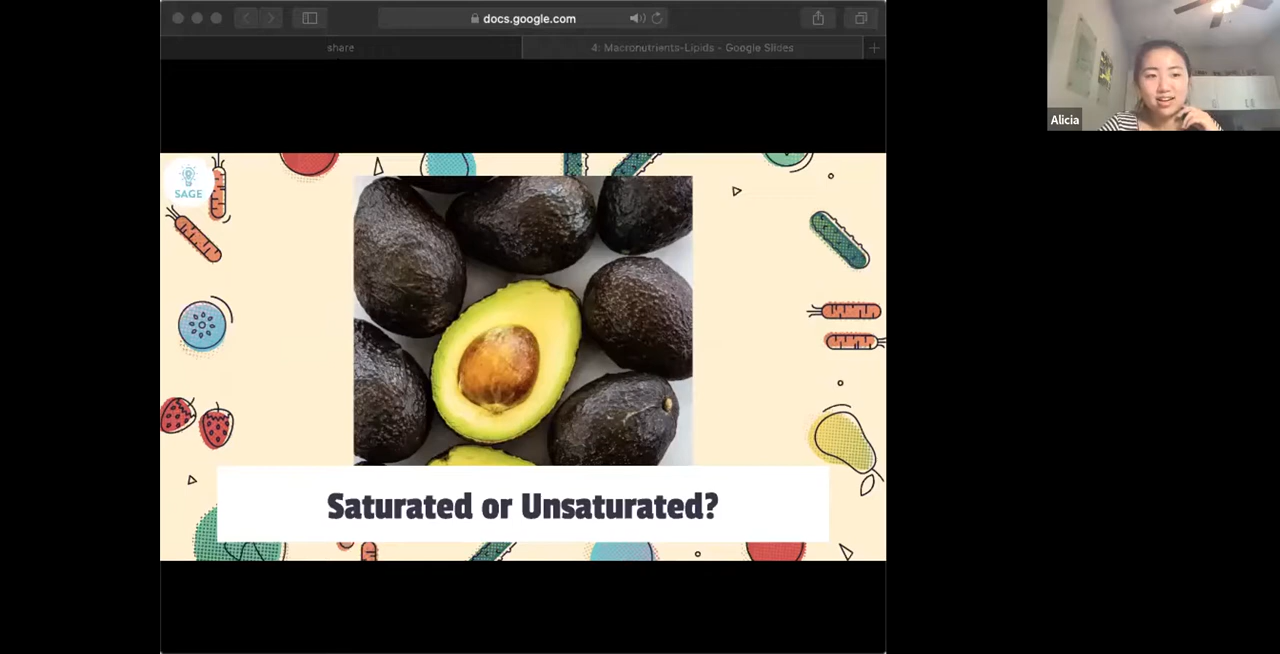 docs.google.com
share
4: Macronutrients-Lipids - Google Slides
Alicia
SAGE
Saturated or Unsaturated?